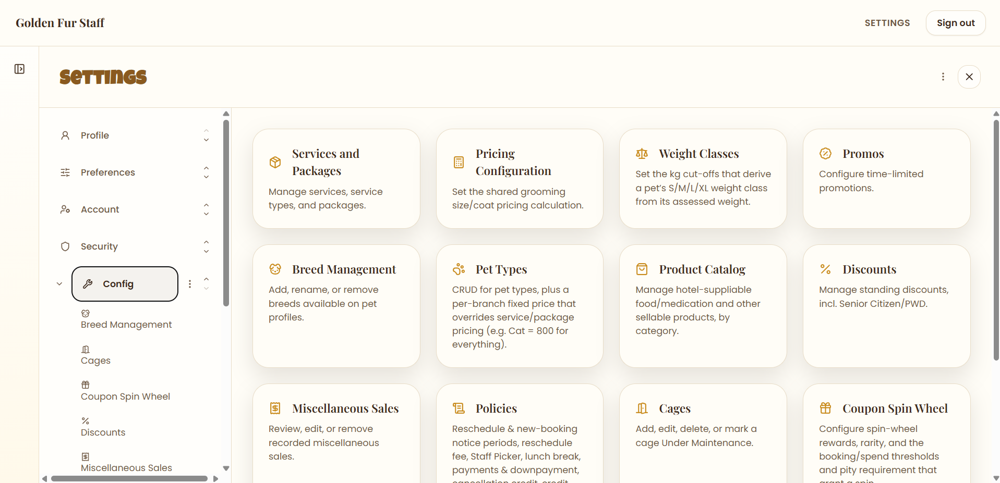 Golden Fur Staff
SETTINGS
Sign out
SETTINGS
Profile
Preferences
Account
Security
Config
Breed Management
Cages
Coupon Spin Wheel
Discounts
Miscellaneous Sales
Services and
Packages
Manage services, service
types, and packages.
Pricing
Configuration
Set the shared grooming
size/coat pricing calculation.
Weight Classes
Set the kg cut-offs that derive
a pet’s S/M/L/XL weight class
from its assessed weight.
Promos
Configure time-limited
promotions.
Breed Management
Add, rename, or remove
breeds available on pet
profiles.
Pet Types
CRUD for pet types, plus a
per-branch fixed price that
overrides service/package
pricing (e.g. Cat = 800 for
everything).
Product Catalog
Manage hotel-suppliable
food/medication and other
sellable products, by
category.
Discounts
Manage standing discounts,
incl. Senior Citizen/PWD.
Miscellaneous Sales
Review, edit, or remove
recorded miscellaneous
sales.
Policies
Reschedule & new-booking
notice periods, reschedule
fee, Staff Picker, lunch break,
payments & downpayment,
cancellation credit, credit
Cages
Add, edit, delete, or mark a
cage Under Maintenance.
Coupon Spin Wheel
Configure spin-wheel
rewards, rarity, and the
booking/spend thresholds
and pity requirement that
grant a spin.